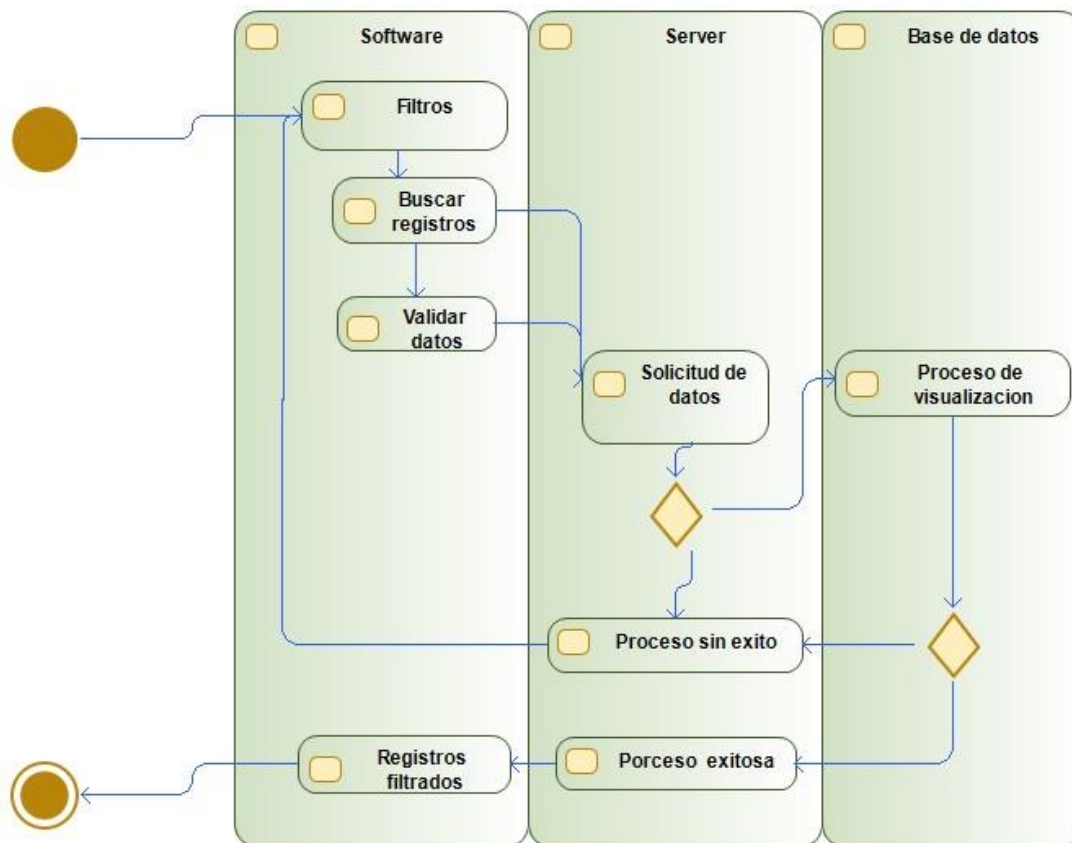 Software
Server
Base de datos
Filtros
Buscar
registros
Validar
datos
Solicitud de
datos
Proceso de
visualizacion
Proceso sin exito
Registros
filtrados
Porceso exitosa